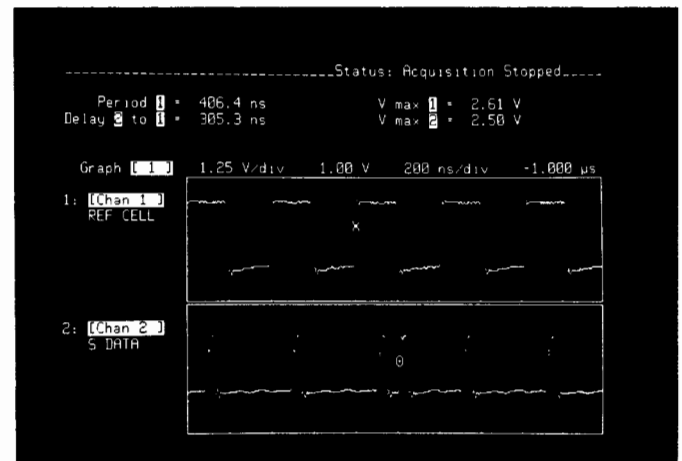 Status: Acquisition Stopped
Period 1 = 406.4 ns V max 1 = 2.61 V
Delay 2 to 1 = 305.3 ns V max 2 = 2.50 V
Graph [ 1 ] 1.25 V/div 1.00 V 200 ns/div -1.000 µs
1: [Chan 1 ]
REF CELL
2: [Chan 2 ]
S DATA